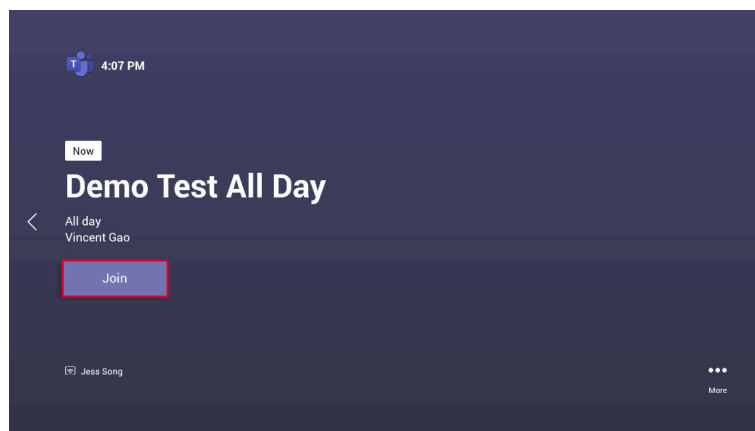 T
4:07 PM
Now
Demo Test All Day
All day
Vincent Gao
Join
Jess Song
More